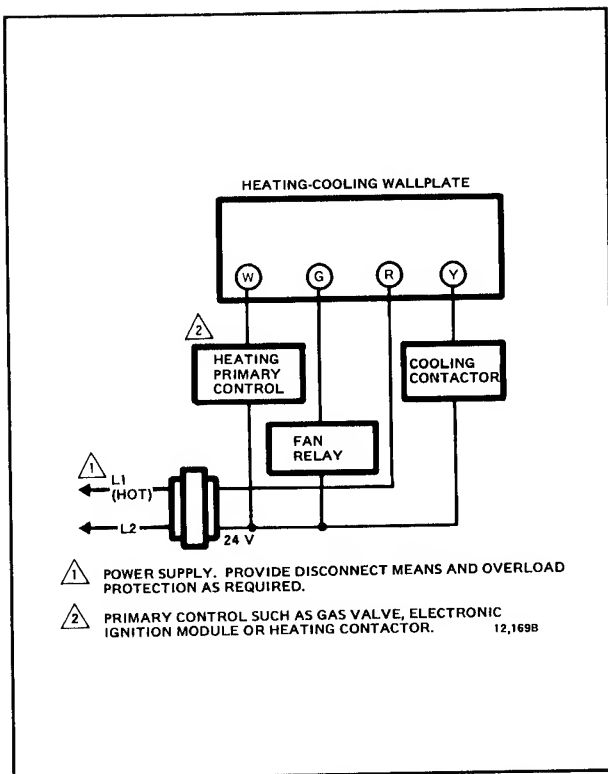 HEATING-COOLING WALLPLATE
W G R Y
2
HEATING
PRIMARY
CONTROL
COOLING
CONTACTOR
FAN
RELAY
1
L1
(HOT)
L2
24 V
1 POWER SUPPLY. PROVIDE DISCONNECT MEANS AND OVERLOAD
PROTECTION AS REQUIRED.
2 PRIMARY CONTROL SUCH AS GAS VALVE, ELECTRONIC
IGNITION MODULE OR HEATING CONTACTOR. 12,169B